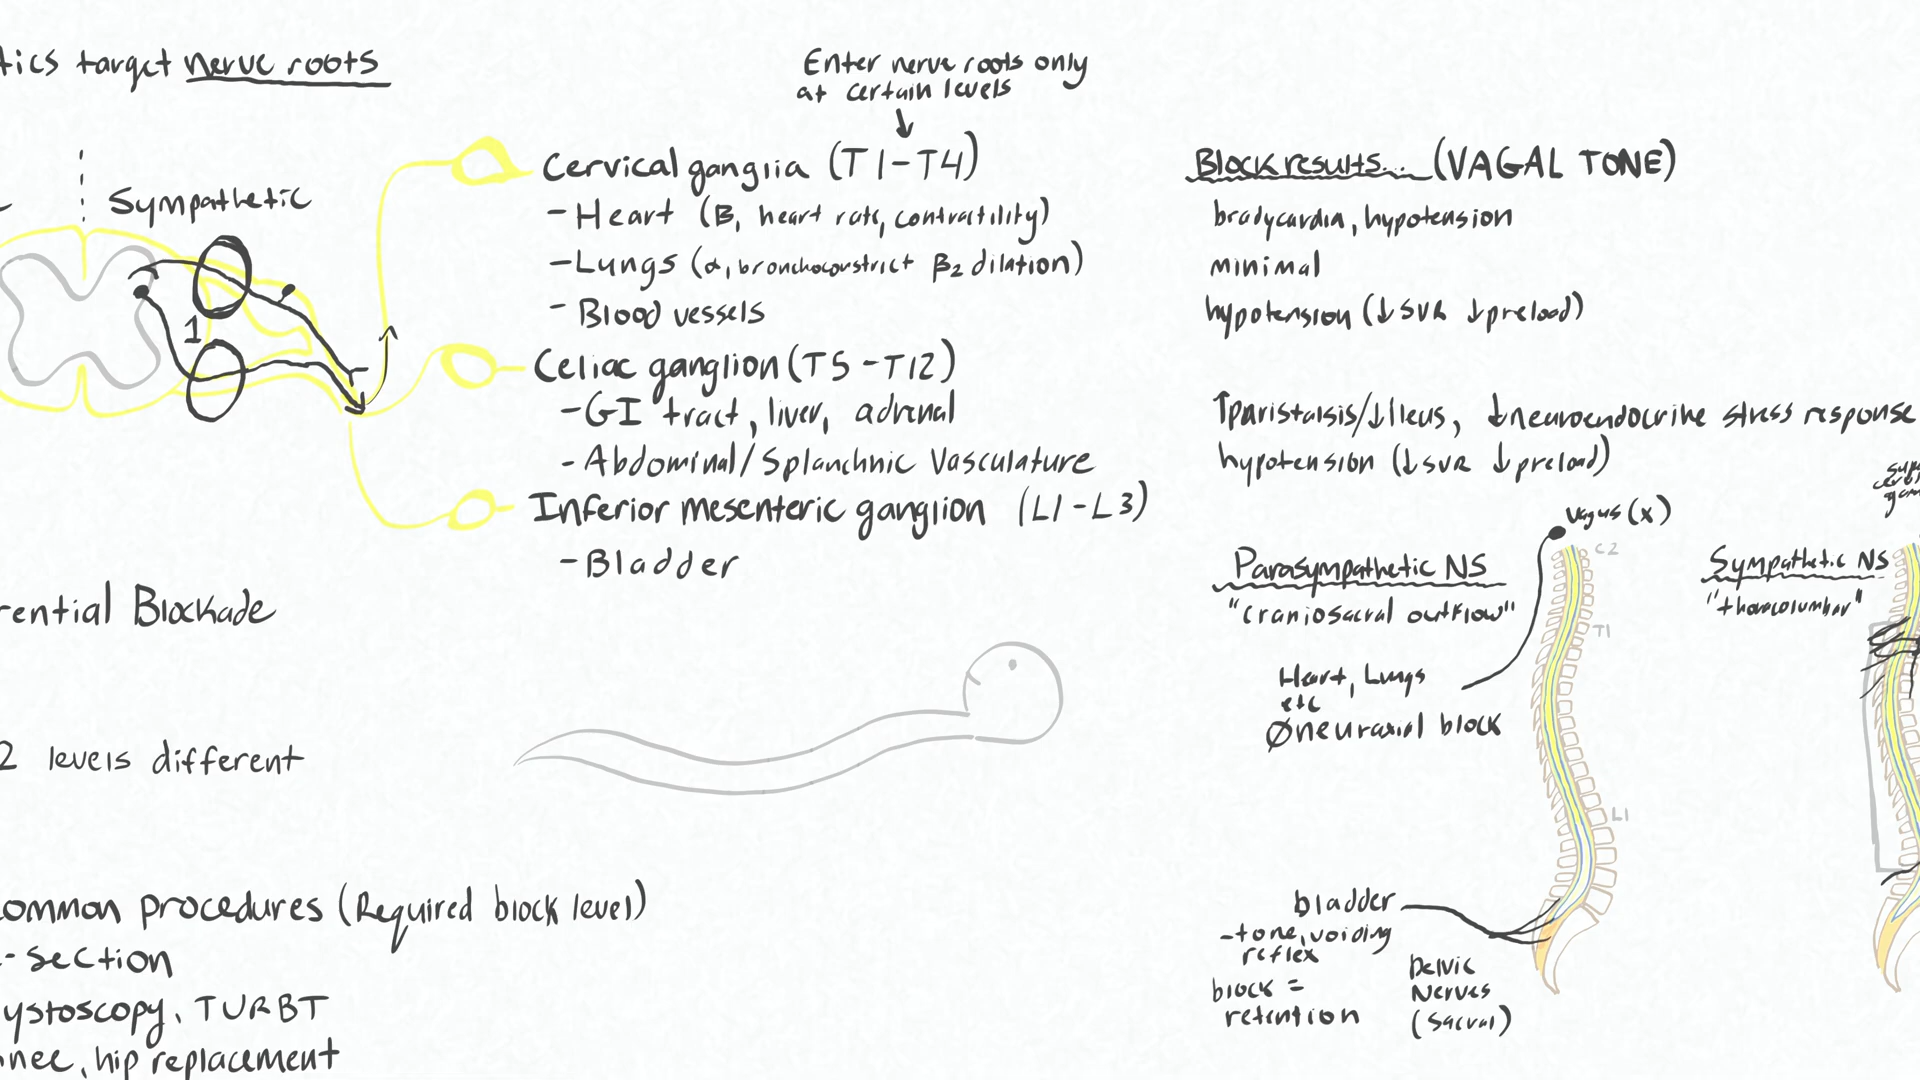 tics target nerve roots
Enter nerve roots only
at certain levels
Sympathetic
1
Cervical ganglia (T1-T4)
- Heart (B, heart rate, contractility)
- Lungs (α, bronchoconstrict β2 dilation)
- Blood vessels
Celiac ganglion (T5-T12)
- GI tract, liver, adrenal
- Abdominal/Splanchnic Vasculature
Inferior mesenteric ganglion (L1-L3)
- Bladder
Block results... (VAGAL TONE)
bradycardia, hypotension
minimal
hypotension (↓SVR ↓preload)
↑paristalsis/↓ileus, ↓neuroendocrine stress response
hypotension (↓SVR ↓preload)
rential Blockade
2 levels different
Parasympathetic NS
"craniosacral outflow"
Vagus (X)
C2
T1
L1
Heart, Lungs
etc
Øneuraxial block
bladder
- tone, voiding
reflex
block =
retention
Pelvic
Nerves
(sacral)
Sympathetic NS
"thoracolumbar"
ommon procedures (Required block level)
- section
ystoscopy, TURBT
nee, hip replacement